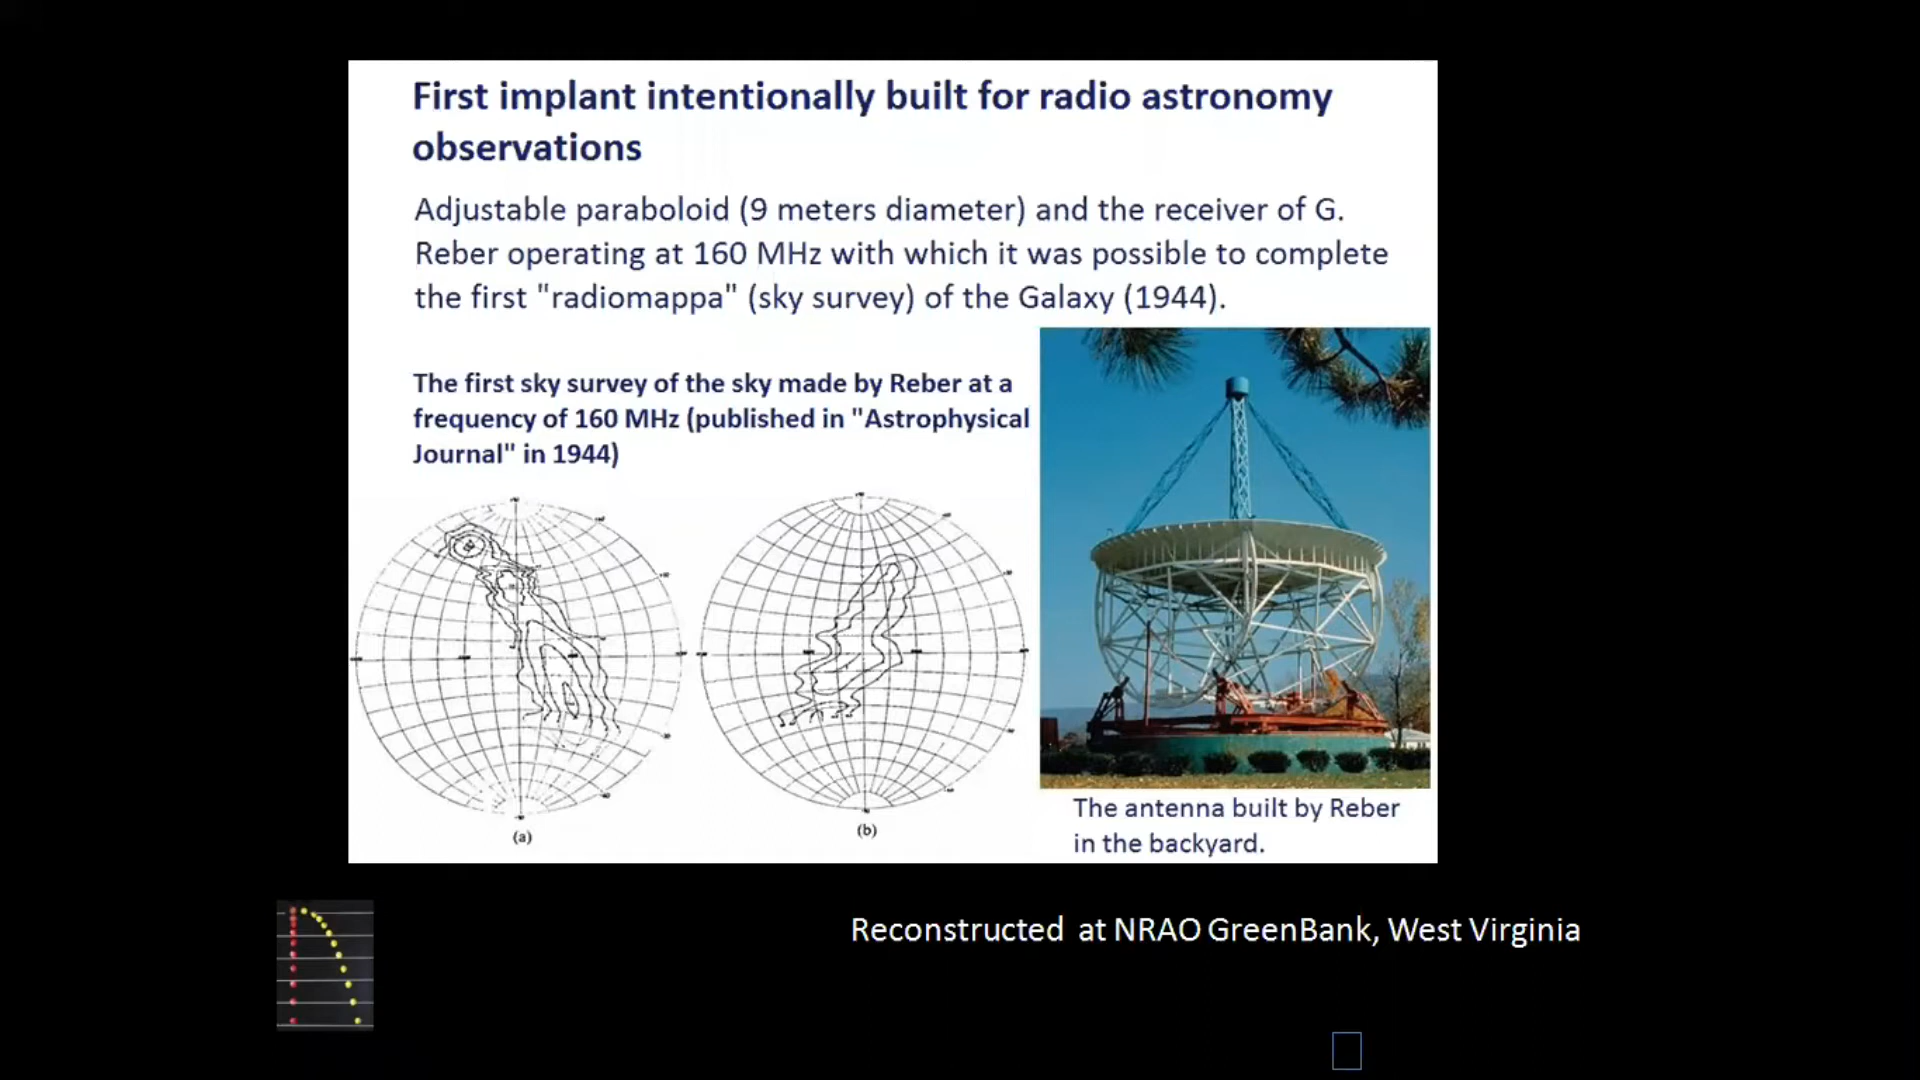 First implant intentionally built for radio astronomy
observations
Adjustable paraboloid (9 meters diameter) and the receiver of G.
Reber operating at 160 MHz with which it was possible to complete
the first "radiomappa" (sky survey) of the Galaxy (1944).
The first sky survey of the sky made by Reber at a
frequency of 160 MHz (published in "Astrophysical
Journal" in 1944)
(a)
(b)
The antenna built by Reber
in the backyard.
Reconstructed at NRAO GreenBank, West Virginia